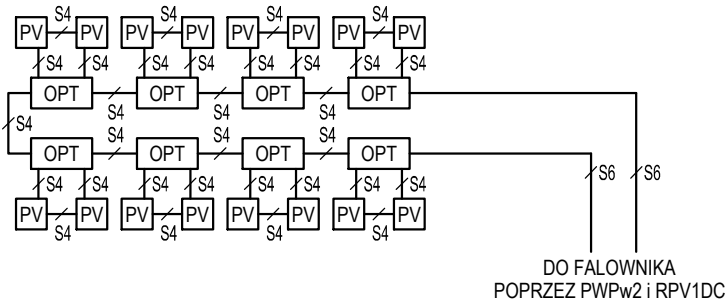 S4 S4 S4 S4
PV PV PV PV PV PV PV PV
S4 S4 S4 S4 S4 S4 S4 S4
OPT OPT OPT OPT
S4 S4 S4
S4
S4 S4 S4
OPT OPT OPT OPT
S4 S4 S4 S4 S4 S4 S4 S4 S6 S6
PV PV PV PV PV PV PV PV
S4 S4 S4 S4
DO FALOWNIKA
POPRZEZ PWPw2 i RPV1DC